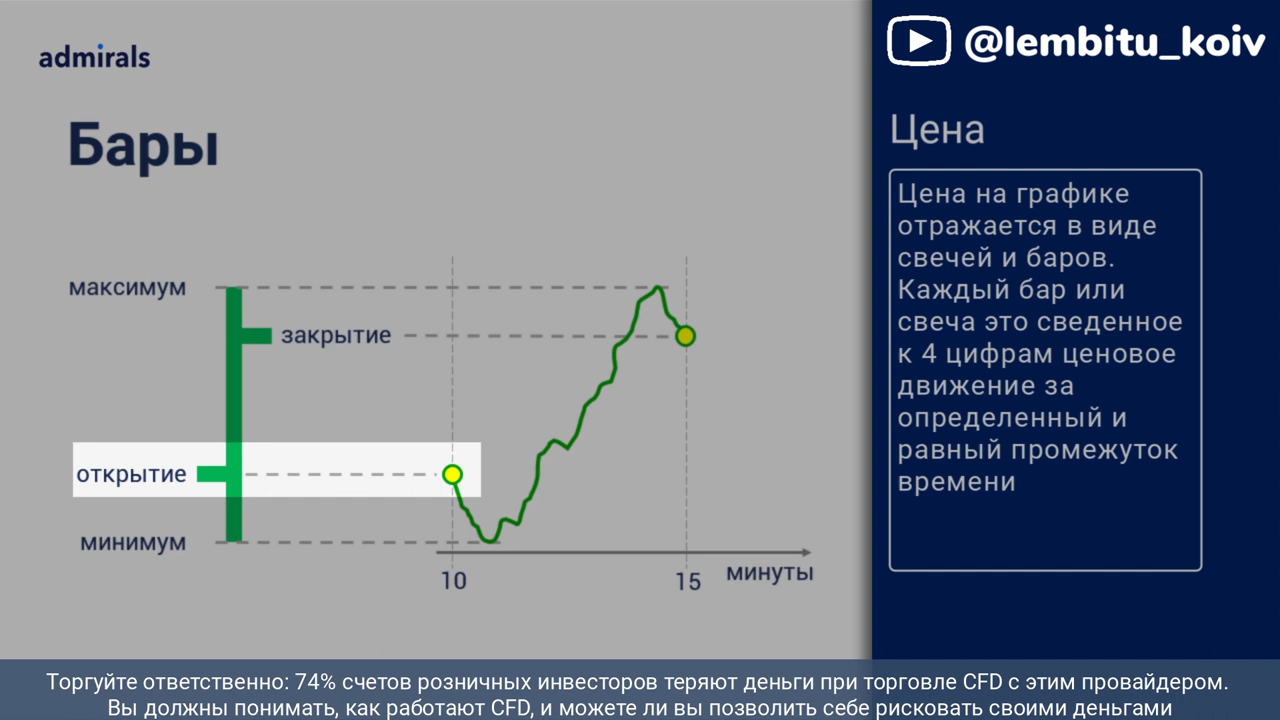 admirals
Бары
максимум
закрытие
открытие
минимум
10
15
минуты
@lembitu_koiv
Цена
Цена на графике
отражается в виде
свечей и баров.
Каждый бар или
свеча это сведенное
к 4 цифрам ценовое
движение за
определенный и
равный промежуток
времени
Торгуйте ответственно: 74% счетов розничных инвесторов теряют деньги при торговле CFD с этим провайдером.
Вы должны понимать, как работают CFD, и можете ли вы позволить себе рисковать своими деньгами